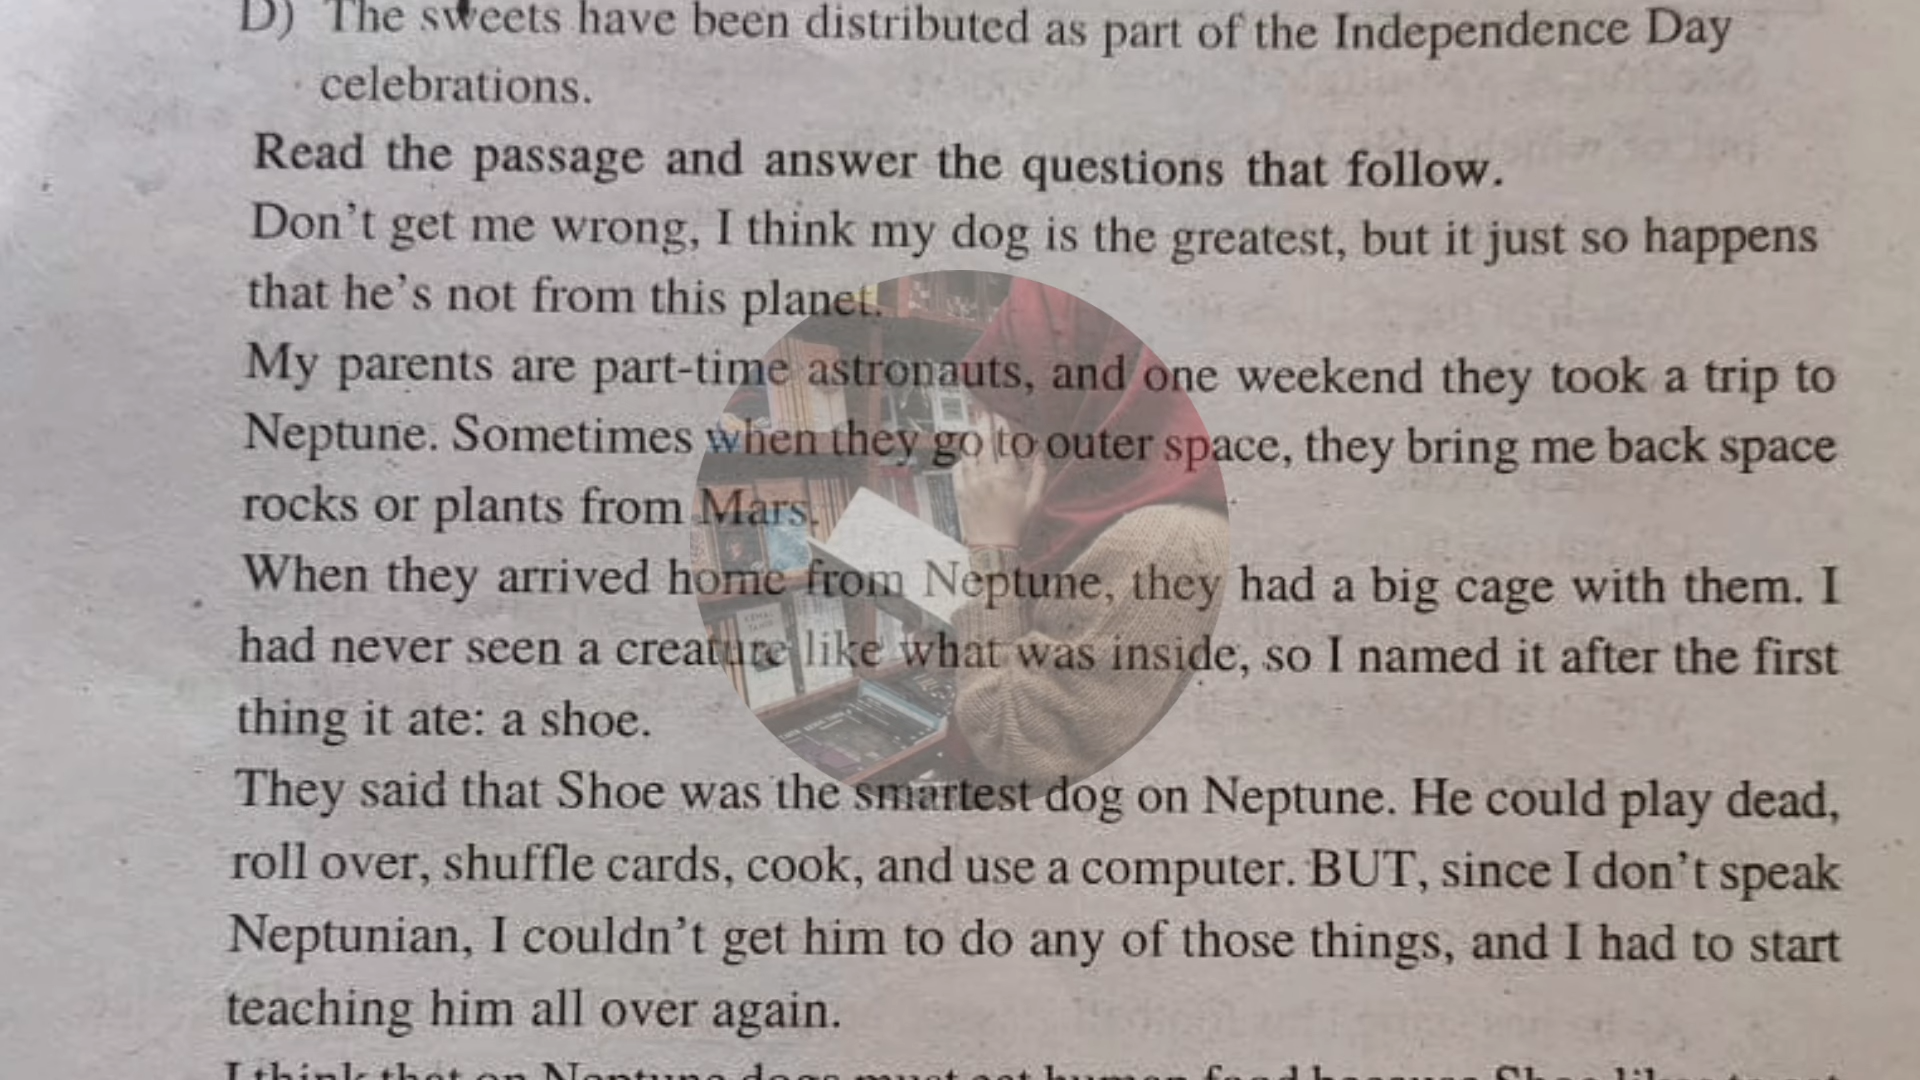 D) The sweets have been distributed as part of the Independence Day
celebrations.
Read the passage and answer the questions that follow.
Don't get me wrong, I think my dog is the greatest, but it just so happens
that he's not from this planet.
My parents are part-time astronauts, and one weekend they took a trip to
Neptune. Sometimes when they go to outer space, they bring me back space
rocks or plants from Mars.
When they arrived home from Neptune, they had a big cage with them. I
had never seen a creature like what was inside, so I named it after the first
thing it ate: a shoe.
They said that Shoe was the smartest dog on Neptune. He could play dead,
roll over, shuffle cards, cook, and use a computer. BUT, since I don't speak
Neptunian, I couldn't get him to do any of those things, and I had to start
teaching him all over again.
I think that on Neptune dogs must eat human food because Shoe